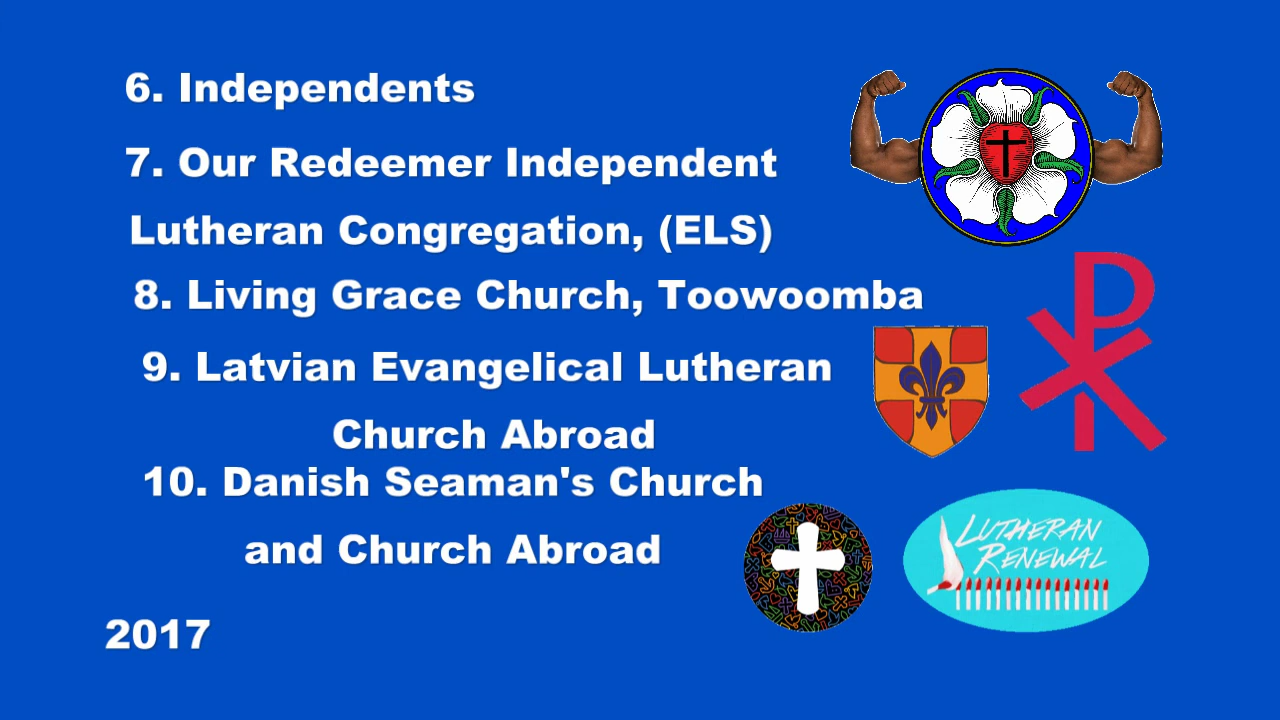 6. Independents
7. Our Redeemer Independent
Lutheran Congregation, (ELS)
8. Living Grace Church, Toowoomba
9. Latvian Evangelical Lutheran
Church Abroad
10. Danish Seaman's Church
and Church Abroad
LUTHERAN
RENEWAL
2017